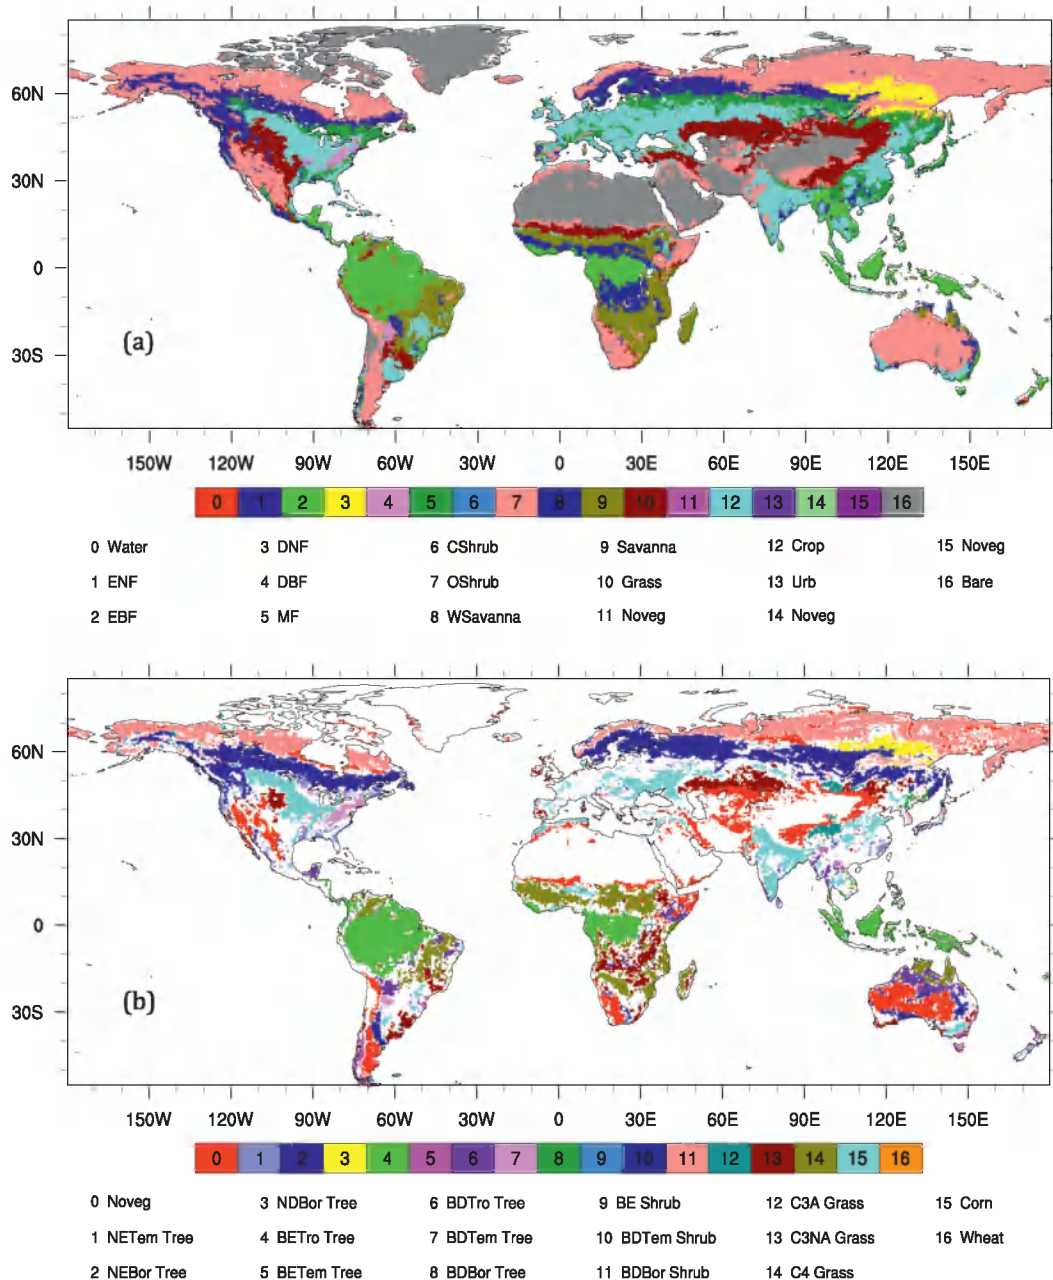 60N
30N
0
30S
(a)
150W 120W 90W 60W 30W 0 30E 60E 90E 120E 150E
0 1 2 3 4 5 6 7 8 9 10 11 12 13 14 15 16
0 Water 3 DNF 6 CShrub 9 Savanna 12 Crop 15 Noveg
1 ENF 4 DBF 7 OShrub 10 Grass 13 Urb 16 Bare
2 EBF 5 MF 8 WSavanna 11 Noveg 14 Noveg
60N
30N
0
30S
(b)
150W 120W 90W 60W 30W 0 30E 60E 90E 120E 150E
0 1 2 3 4 5 6 7 8 9 10 11 12 13 14 15 16
0 Noveg 3 NDBor Tree 6 BDTro Tree 9 BE Shrub 12 C3A Grass 15 Corn
1 NETem Tree 4 BETro Tree 7 BDTem Tree 10 BDTem Shrub 13 C3NA Grass 16 Wheat
2 NEBor Tree 5 BETem Tree 8 BDBor Tree 11 BDBor Shrub 14 C4 Grass